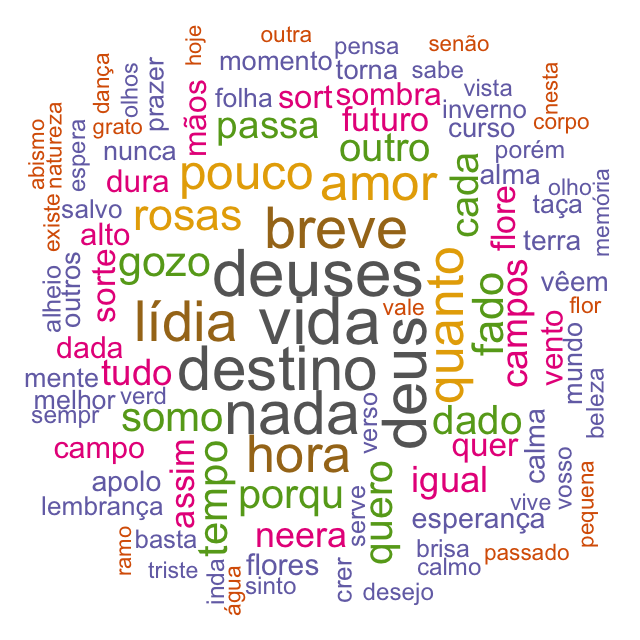 hoje
outra
pensa
senão
dança
olhos
prazer
momento
torna
sabe
vista
nesta
mãos
folha
sort
sombra
inverno
corpo
abismo
natureza
espera
grato
nunca
passa
futuro
curso
outro
porém
dura
pouco
amor
cada
alma
olho
memória
existe
salvo
rosas
breve
flore
taça
alto
terra
alheio
outros
sorte
gozo
deuses
quanto
fado
campos
vêem
lídia
vida
vale
deus
flor
vento
mundo
dada
tudo
destino
beleza
mente
melhor
verd
sempr
somo
nada
verso
dado
calma
campo
assim
tempo
hora
quer
vosso
pequena
apolo
porqu
quero
igual
lembrança
vive
esperança
ramo
basta
neera
serve
brisa
passado
triste
inda
água
flores
sinto
crer
calmo
desejo